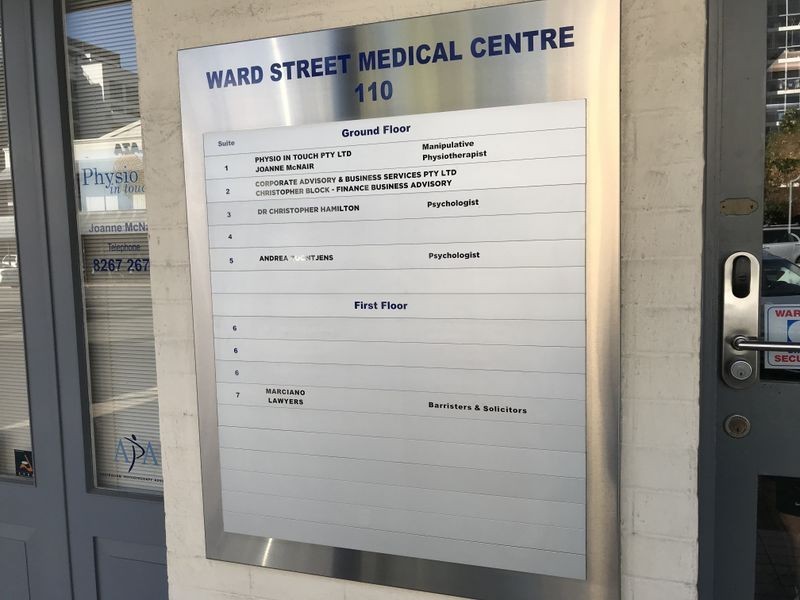 WARD STREET MEDICAL CENTRE
110
Suite Ground Floor
1 PHYSIO IN TOUCH PTY LTD Manipulative
JOANNE McNAIR Physiotherapist
2 CORPORATE ADVISORY & BUSINESS SERVICES PTY LTD
CHRISTOPHER BLOCK - FINANCE BUSINESS ADVISORY
3 DR CHRISTOPHER HAMILTON Psychologist
4
5 ANDREA Psychologist
First Floor
6
6
6
7 MARCIANO
LAWYERS Barristers & Solicitors
Physio
in touch
Joanne McNa
Telephone
8267 267
APA
WAR
SECU